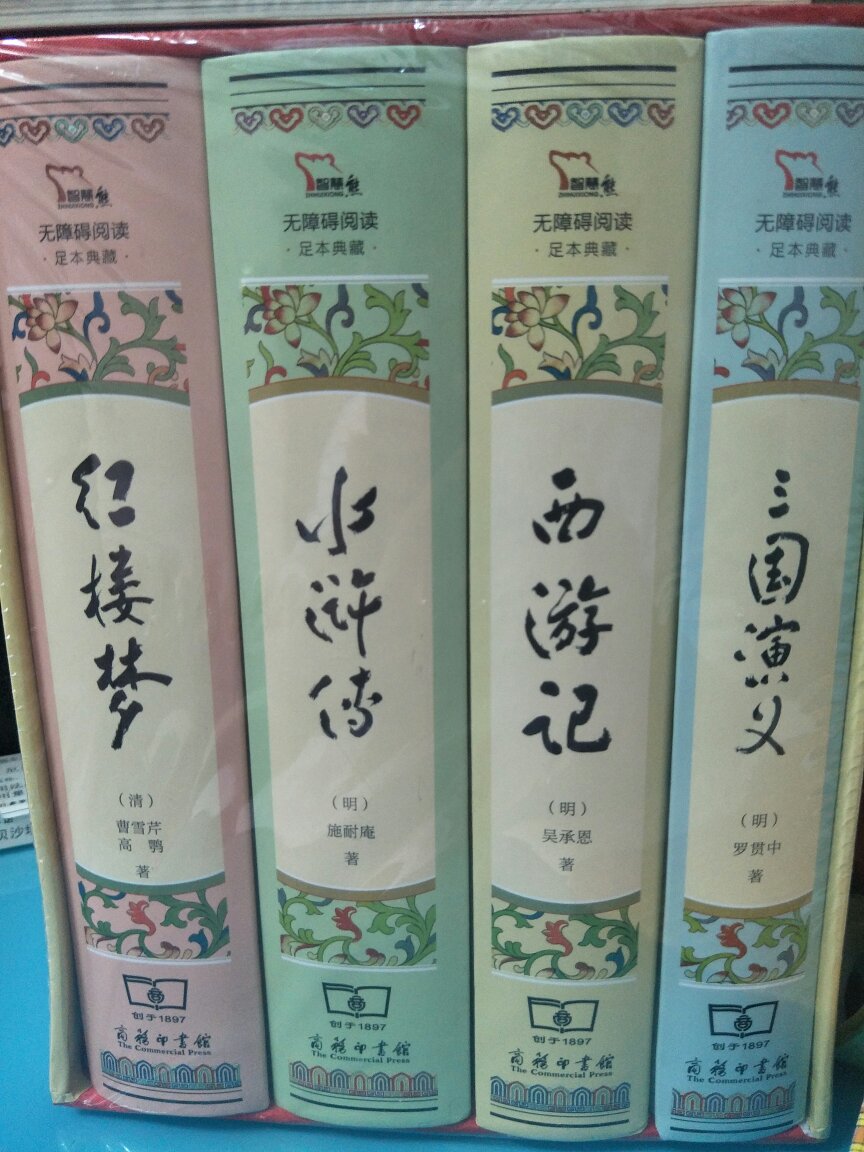 智慧熊
ZHIHUIXIONG
无障碍阅读
·足本典藏·
红楼梦
（清）
曹雪芹
高鹗
著
创于1897
商务印书馆
The Commercial Press
智慧熊
ZHIHUIXIONG
无障碍阅读
·足本典藏·
水浒传
（明）
施耐庵
著
创于1897
商务印书馆
The Commercial Press
智慧熊
ZHIHUIXIONG
无障碍阅读
·足本典藏·
西游记
（明）
吴承恩
著
创于1897
商务印书馆
The Commercial Press
智慧熊
ZHIHUIXIONG
无障碍阅读
·足本典藏·
三国演义
（明）
罗贯中
著
创于1897
商务印书馆
The Commercial Press